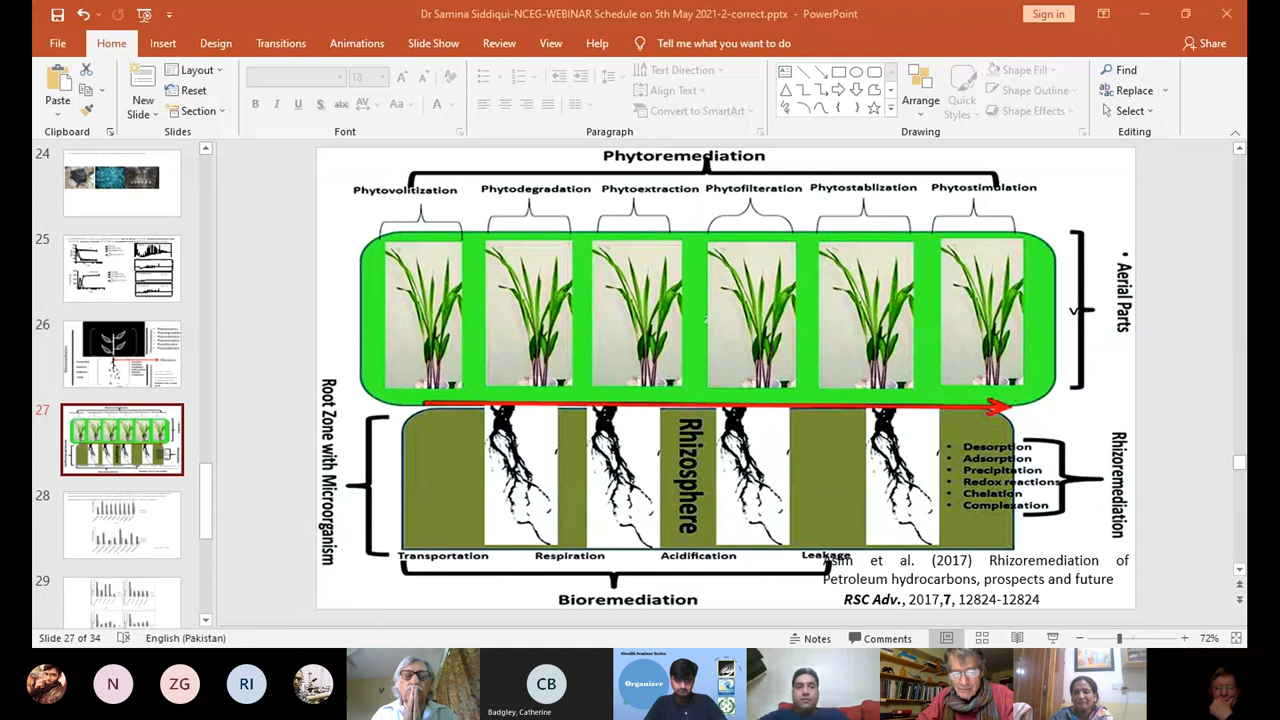 Dr Samina Siddiqui-NCEG-WEBINAR Schedule on 5th May 2021-2-correct.pptx - PowerPoint
Sign in
File Home Insert Design Transitions Animations Slide Show Review View Help Tell me what you want to do Share
Paste
Clipboard
New Slide
Layout
Reset
Section
Slides
18
B I U S abc AV Aa A
Font
Text Direction
Align Text
Convert to SmartArt
Paragraph
Arrange
Quick Styles
Shape Fill
Shape Outline
Shape Effects
Drawing
Find
Replace
Select
Editing
24
25
26
27
28
29
Phytoremediation
Phytovolitization Phytodegradation Phytoextraction Phytofilteration Phytostablization Phytostimulation
• Aerial Parts
V
Root Zone with Microorganism
Rhizosphere
• Desorption
• Adsorption
• Precipitation
• Redox reactions
• Chelation
• Complexation
Rhizoremediation
Transportation Respiration Acidification Leakage
Bioremediation
Asim et al. (2017) Rhizoremediation of
Petroleum hydrocarbons, prospects and future
RSC Adv., 2017,7, 12824-12824
Slide 27 of 34 English (Pakistan) Notes Comments 72%
N ZG RI CB
Badgley, Catherine
Organizer